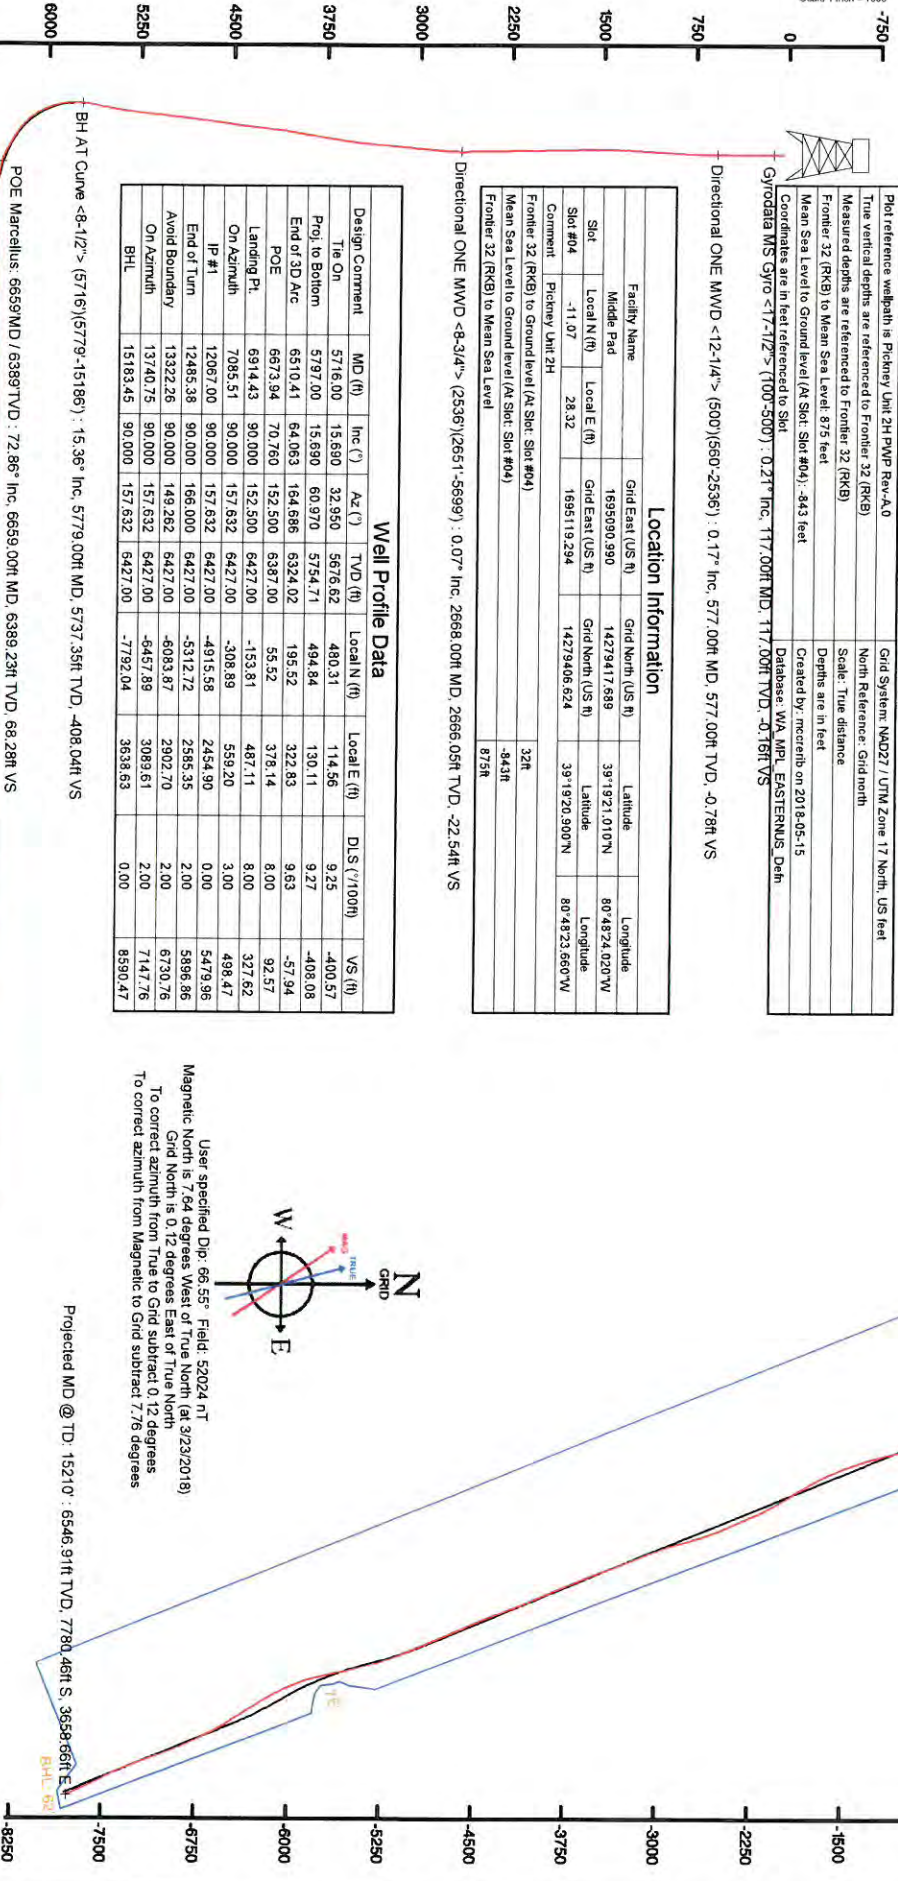 Plot reference wellpath is Pickney Unit 2H PWP Rev-A.0
True vertical depths are referenced to Frontier 32 (RKB)
Measured depths are referenced to Frontier 32 (RKB)
Frontier 32 (RKB) to Mean Sea Level: 875 feet
Mean Sea Level to Ground level (At Slot: Slot #04): -843 feet
Coordinates are in feet referenced to Slot
Grid System: NAD27 / UTM Zone 17 North, US feet
North Reference: Grid north
Scale: True distance
Depths are in feet
Created by: mccrerib on 2018-05-15
Database: WA_MPL_EASTERNUS_Defn
Gyrodata MS Gyro <17-1/2"> (100'-500') : 0.21° Inc, 117.00ft MD, 117.00ft TVD, -0.16ft VS
Directional ONE MWD <12-1/4"> (500')(560'-2536') : 0.17° Inc, 577.00ft MD, 577.00ft TVD, -0.78ft VS
Location Information
Facility Name Grid East (US ft) Grid North (US ft) Latitude Longitude
Middle Pad 1695090.990 14279417.689 39°19'21.010"N 80°48'24.020"W
Slot Local N (ft) Local E (ft) Grid East (US ft) Grid North (US ft) Latitude Longitude
Slot #04 -11.07 28.32 1695119.294 14279406.624 39°19'20.900"N 80°48'23.660"W
Comment Pickney Unit 2H
Frontier 32 (RKB) to Ground level (At Slot: Slot #04) 32ft
Mean Sea Level to Ground level (At Slot: Slot #04) -843ft
Frontier 32 (RKB) to Mean Sea Level 875ft
Directional ONE MWD <8-3/4"> (2536')(2651'-5699') : 0.07° Inc, 2668.00ft MD, 2666.05ft TVD, -22.54ft VS
Well Profile Data
Design Comment MD (ft) Inc (°) Az (°) TVD (ft) Local N (ft) Local E (ft) DLS (°/100ft) VS (ft)
Tie On 5716.00 15.690 32.950 5676.62 480.31 114.56 9.25 -400.57
Proj. to Bottom 5797.00 15.690 60.970 5754.71 494.84 130.11 9.27 -408.08
End of 3D Arc 6510.41 64.063 164.686 6324.02 195.52 322.83 9.63 -57.94
POE 6673.94 70.760 152.500 6387.00 55.52 378.14 8.00 92.57
Landing Pt. 6914.43 90.000 152.500 6427.00 -153.81 487.11 8.00 327.62
On Azimuth 7085.51 90.000 157.632 6427.00 -308.89 559.20 3.00 498.47
IP #1 12067.00 90.000 157.632 6427.00 -4915.58 2454.90 0.00 5479.96
End of Turn 12485.38 90.000 166.000 6427.00 -5312.72 2585.35 2.00 5896.86
Avoid Boundary 13322.26 90.000 149.262 6427.00 -6083.87 2902.70 2.00 6730.76
On Azimuth 13740.75 90.000 157.632 6427.00 -6457.89 3089.61 2.00 7147.76
BHL 15183.45 90.000 157.632 6427.00 -7792.04 3638.63 0.00 8590.47
BH AT Curve <8-1/2"> (5716')(5779'-15186') : 15.36° Inc, 5779.00ft MD, 5737.35ft TVD, -408.04ft VS
POE Marcellus: 6659'MD / 6389'TVD : 72.86° Inc, 6659.00ft MD, 6389.23ft TVD, 68.28ft VS
-750
0
750
1500
2250
3000
3750
4500
5250
6000
N
GRID
TRUE
MAG
W
E
User specified Dip: 66.55° Field: 52024 nT
Magnetic North is 7.64 degrees West of True North (at 3/23/2018)
Grid North is 0.12 degrees East of True North
To correct azimuth from True to Grid subtract 0.12 degrees
To correct azimuth from Magnetic to Grid subtract 7.76 degrees
Projected MD @ TD: 15210' : 6546.91ft TVD, 7780.46ft S, 3658.66ft E
-1500
-2250
-3000
-3750
-4500
-5250
-6000
-6750
-7500
-8250